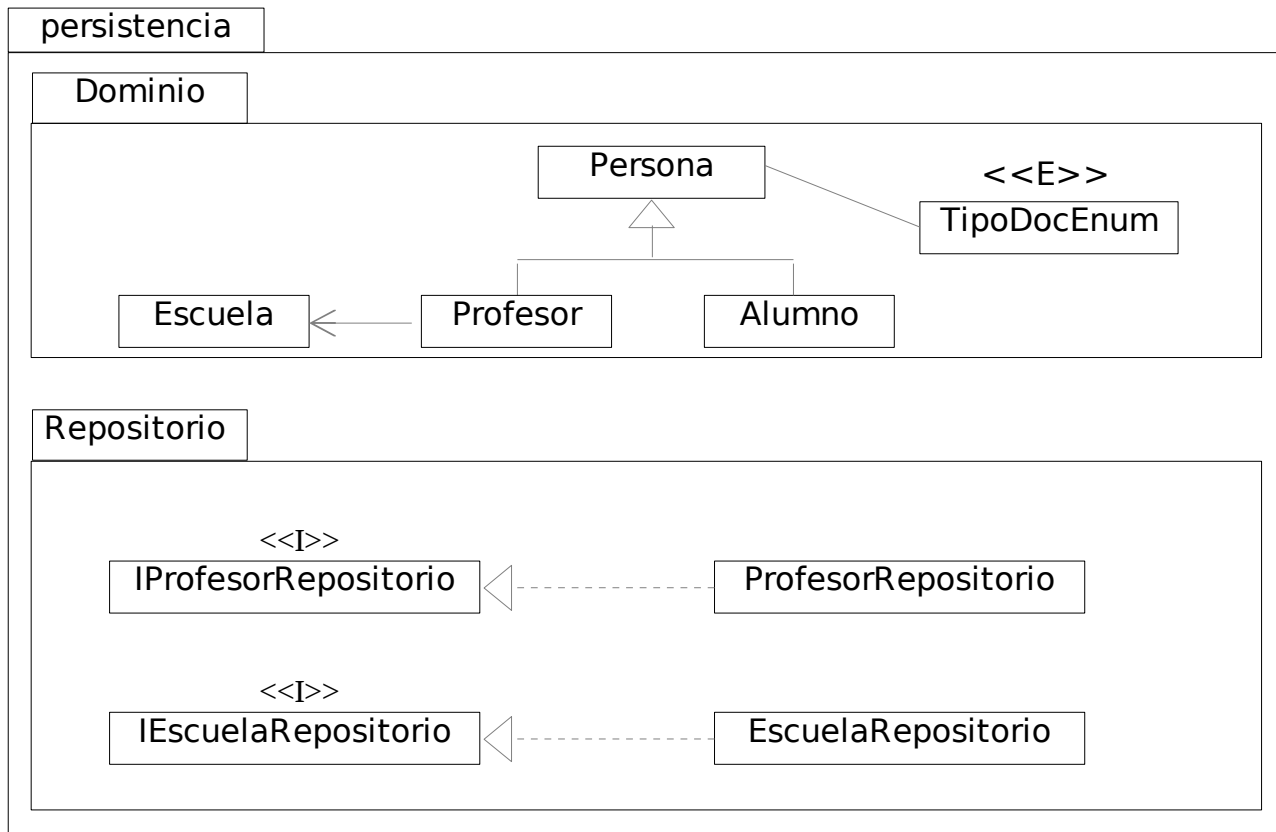 persistencia
Dominio
Persona
<<E>>
TipoDocEnum
Escuela
Profesor
Alumno
Repositorio
<<I>>
IProfesorRepositorio
ProfesorRepositorio
<<I>>
IEscuelaRepositorio
EscuelaRepositorio